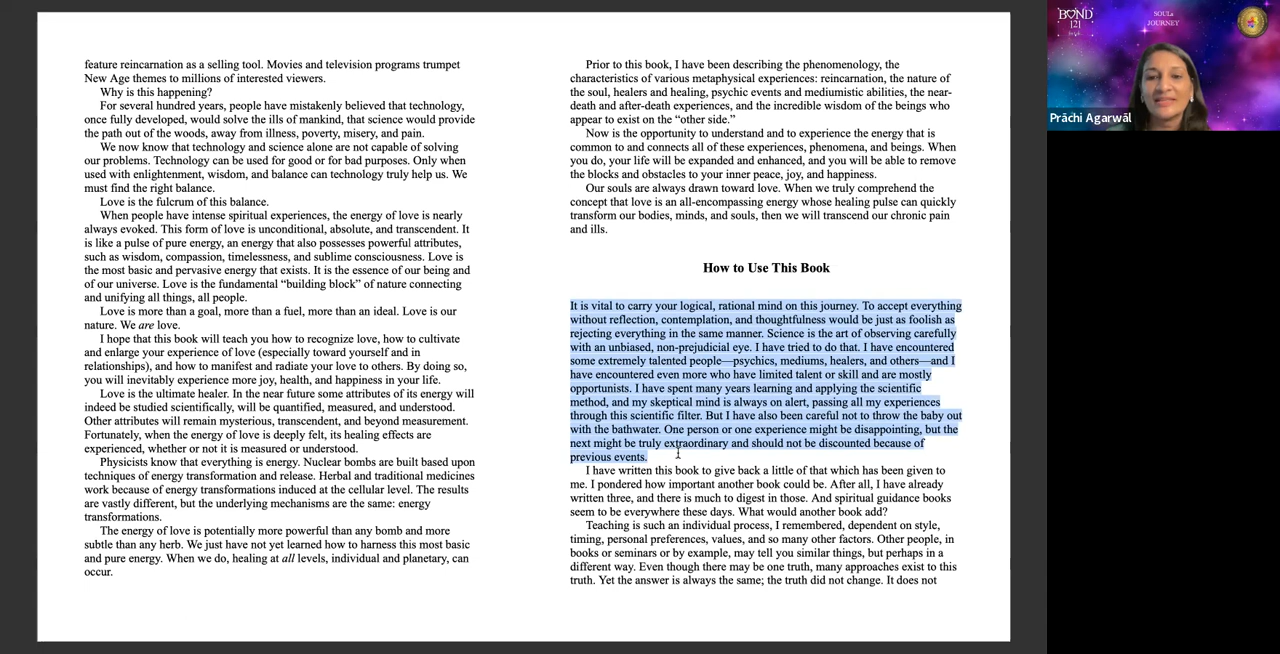 feature reincarnation as a selling tool. Movies and television programs trumpet
New Age themes to millions of interested viewers.
Why is this happening?
For several hundred years, people have mistakenly believed that technology,
once fully developed, would solve the ills of mankind, that science would provide
the path out of the woods, away from illness, poverty, misery, and pain.
We now know that technology and science alone are not capable of solving
our problems. Technology can be used for good or for bad purposes. Only when
used with enlightenment, wisdom, and balance can technology truly help us. We
must find the right balance.
Love is the fulcrum of this balance.
When people have intense spiritual experiences, the energy of love is nearly
always evoked. This form of love is unconditional, absolute, and transcendent. It
is like a pulse of pure energy, an energy that also possesses powerful attributes,
such as wisdom, compassion, timelessness, and sublime consciousness. Love is
the most basic and pervasive energy that exists. It is the essence of our being and
of our universe. Love is the fundamental “building block” of nature connecting
and unifying all things, all people.
Love is more than a goal, more than a fuel, more than an ideal. Love is our
nature. We are love.
I hope that this book will teach you how to recognize love, how to cultivate
and enlarge your experience of love (especially toward yourself and in
relationships), and how to manifest and radiate your love to others. By doing so,
you will inevitably experience more joy, health, and happiness in your life.
Love is the ultimate healer. In the near future some attributes of its energy will
indeed be studied scientifically, will be quantified, measured, and understood.
Other attributes will remain mysterious, transcendent, and beyond measurement.
Fortunately, when the energy of love is deeply felt, its healing effects are
experienced, whether or not it is measured or understood.
Physicists know that everything is energy. Nuclear bombs are built based upon
techniques of energy transformation and release. Herbal and traditional medicines
work because of energy transformations induced at the cellular level. The results
are vastly different, but the underlying mechanisms are the same: energy
transformations.
The energy of love is potentially more powerful than any bomb and more
subtle than any herb. We just have not yet learned how to harness this most basic
and pure energy. When we do, healing at all levels, individual and planetary, can
occur.
Prior to this book, I have been describing the phenomenology, the
characteristics of various metaphysical experiences: reincarnation, the nature of
the soul, healers and healing, psychic events and mediumistic abilities, the near-
death and after-death experiences, and the incredible wisdom of the beings who
appear to exist on the “other side.”
Now is the opportunity to understand and to experience the energy that is
common to and connects all of these experiences, phenomena, and beings. When
you do, your life will be expanded and enhanced, and you will be able to remove
the blocks and obstacles to your inner peace, joy, and happiness.
Our souls are always drawn toward love. When we truly comprehend the
concept that love is an all-encompassing energy whose healing pulse can quickly
transform our bodies, minds, and souls, then we will transcend our chronic pain
and ills.
How to Use This Book
It is vital to carry your logical, rational mind on this journey. To accept everything
without reflection, contemplation, and thoughtfulness would be just as foolish as
rejecting everything in the same manner. Science is the art of observing carefully
with an unbiased, non-prejudicial eye. I have tried to do that. I have encountered
some extremely talented people—psychics, mediums, healers, and others—and I
have encountered even more who have limited talent or skill and are mostly
opportunists. I have spent many years learning and applying the scientific
method, and my skeptical mind is always on alert, passing all my experiences
through this scientific filter. But I have also been careful not to throw the baby out
with the bathwater. One person or one experience might be disappointing, but the
next might be truly extraordinary and should not be discounted because of
previous events.
I have written this book to give back a little of that which has been given to
me. I pondered how important another book could be. After all, I have already
written three, and there is much to digest in those. And spiritual guidance books
seem to be everywhere these days. What would another book add?
Teaching is such an individual process, I remembered, dependent on style,
timing, personal preferences, values, and so many other factors. Other people, in
books or seminars or by example, may tell you similar things, but perhaps in a
different way. Even though there may be one truth, many approaches exist to this
truth. Yet the answer is always the same; the truth did not change. It does not
BOND
121
SOULs
JOURNEY
Prāchi Agarwāl